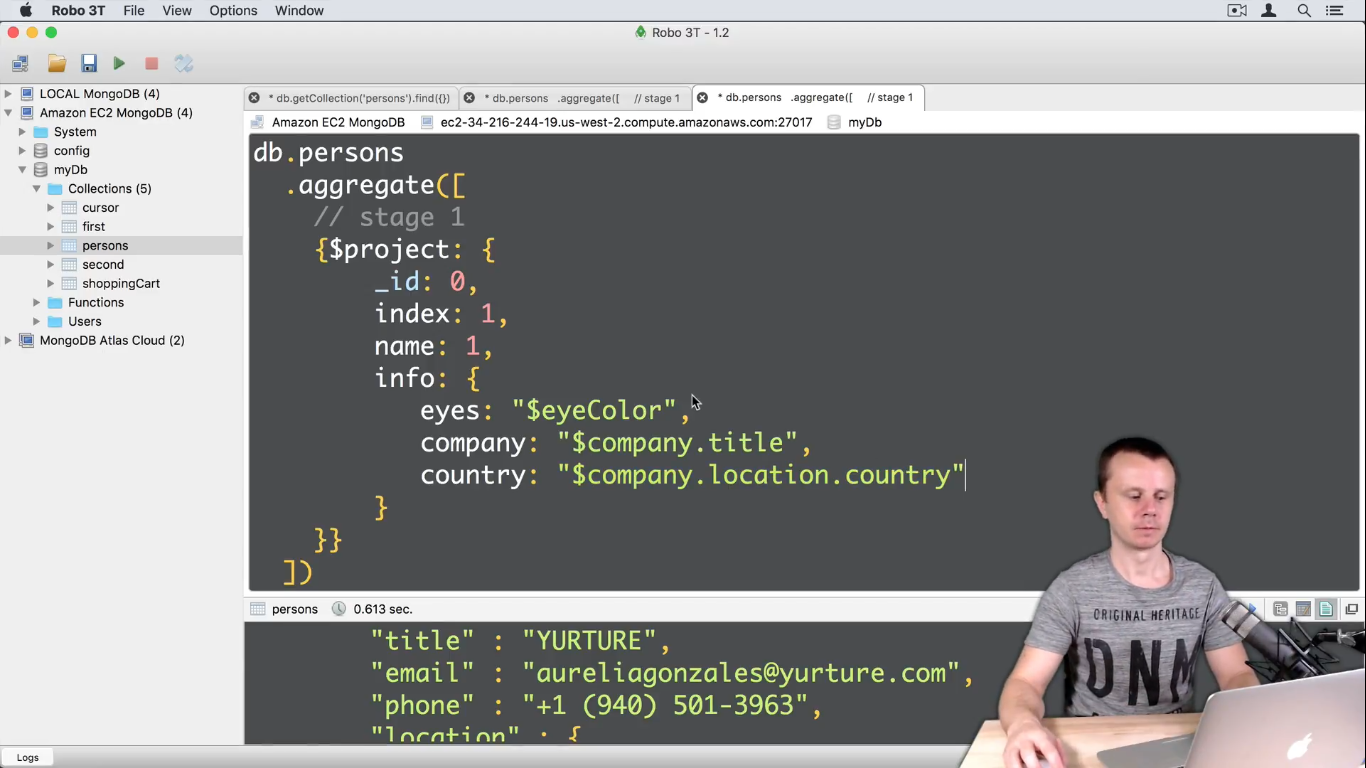 Robo 3T File View Options Window
Robo 3T - 1.2
LOCAL MongoDB (4)
Amazon EC2 MongoDB (4)
System
config
myDb
Collections (5)
cursor
first
persons
second
shoppingCart
Functions
Users
MongoDB Atlas Cloud (2)
* db.getCollection('persons').find({}) * db.persons .aggregate([ // stage 1 * db.persons .aggregate([ // stage 1
Amazon EC2 MongoDB ec2-34-216-244-19.us-west-2.compute.amazonaws.com:27017 myDb
db.persons
.aggregate([
// stage 1
{$project: {
_id: 0,
index: 1,
name: 1,
info: {
eyes: "$eyeColor",
company: "$company.title",
country: "$company.location.country"
}
}}
])
persons 0.613 sec.
"title" : "YURTURE",
"email" : "aureliagonzales@yurture.com",
"phone" : "+1 (940) 501-3963",
"location" : {
Logs
ORIGINAL HERITAGE
DNM